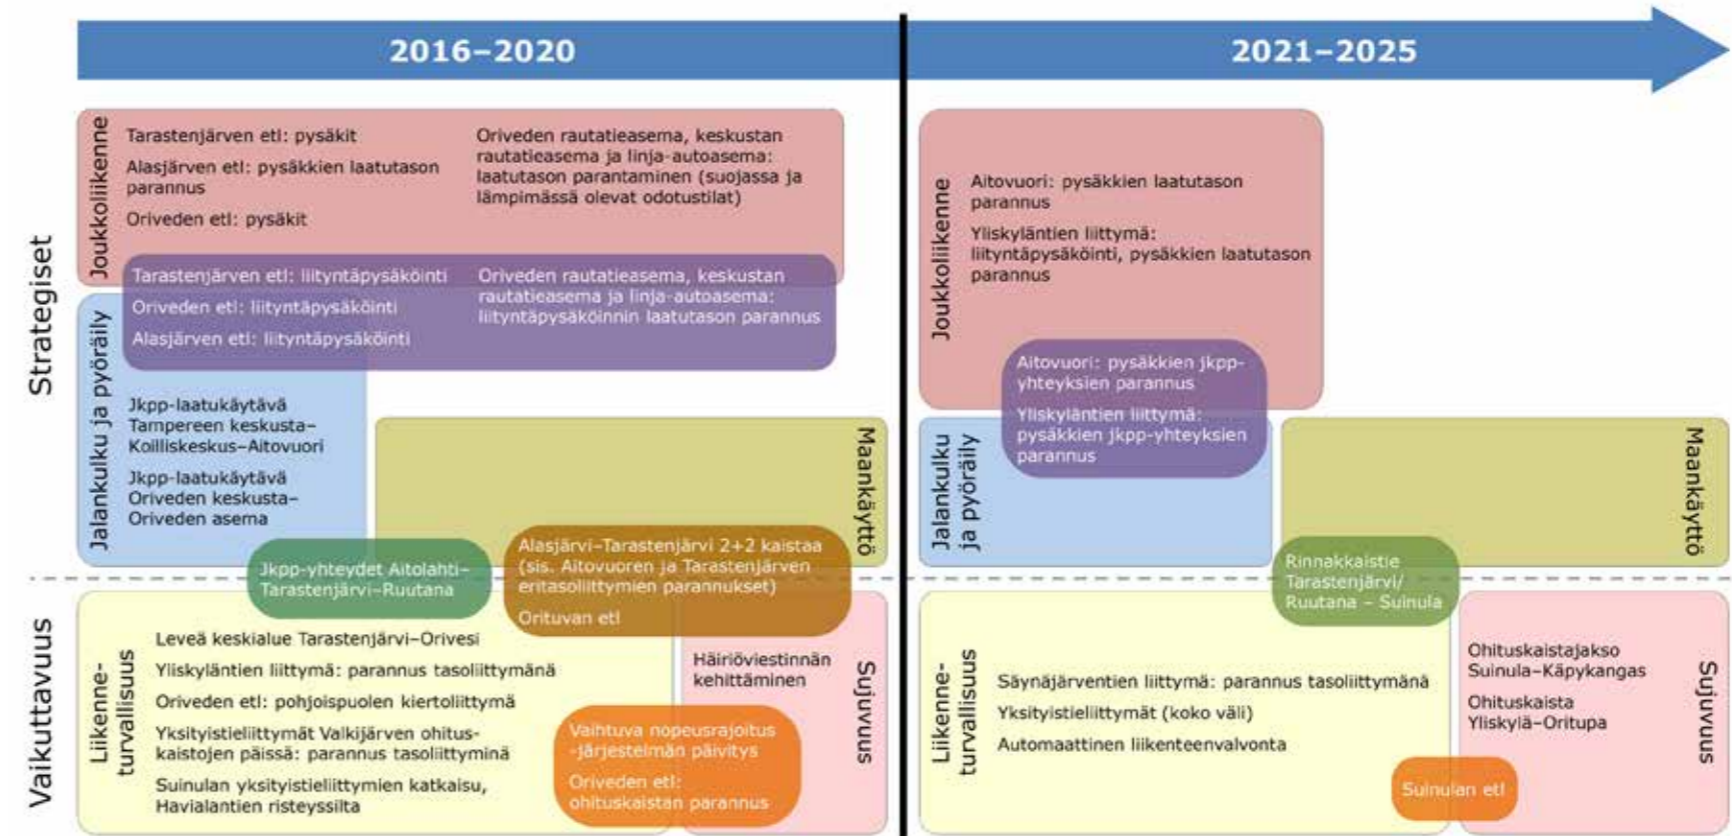 2016–2020
2021–2025
Strategiset
Joukkoliikenne
Tarastenjärven etl: pysäkit
Alasjärven etl: pysäkkien laatutason
parannus
Oriveden etl: pysäkit
Oriveden rautatieasema, keskustan
rautatieasema ja linja-autoasema:
laatutason parantaminen (suojassa ja
lämpimässä olevat odotustilat)
Tarastenjärven etl: liityntäpysäköinti
Oriveden etl: liityntäpysäköinti
Alasjärven etl: liityntäpysäköinti
Oriveden rautatieasema, keskustan
rautatieasema ja linja-autoasema:
liityntäpysäköinnin laatutason parannus
Jalankulku ja pyöräily
Jkpp-laatukäytävä
Tampereen keskusta–
Koilliskeskus–Aitovuori
Jkpp-laatukäytävä
Oriveden keskusta–
Oriveden asema
Maankäyttö
Jkpp-yhteydet Aitolahti–
Tarastenjärvi–Ruutana
Alasjärvi–Tarastenjärvi 2+2 kaistaa
(sis. Aitovuoren ja Tarastenjärven
eritasoliittymien parannukset)
Orituvan etl
Vaikuttavuus
Liikenne-
turvallisuus
Leveä keskialue Tarastenjärvi–Orivesi
Yliskyläntien liittymä: parannus tasoliittymänä
Oriveden etl: pohjoispuolen kiertoliittymä
Yksityistieliittymät Valkijärven ohitus-
kaistojen päissä: parannus tasoliittyminä
Suinulan yksityistieliittymien katkaisu,
Havialantien risteyssilta
Häiriöviestinnän
kehittäminen
Sujuvuus
Vaihtuva nopeusrajoitus
-järjestelmän päivitys
Oriveden etl:
ohituskaistan parannus
Joukkoliikenne
Aitovuori: pysäkkien laatutason
parannus
Yliskyläntien liittymä:
liityntäpysäköinti, pysäkkien laatutason
parannus
Aitovuori: pysäkkien jkpp-
yhteyksien parannus
Yliskyläntien liittymä:
pysäkkien jkpp-yhteyksien
parannus
Jalankulku
ja pyöräily
Maankäyttö
Rinnakkaistie
Tarastenjärvi/
Ruutana – Suinula
Liikenne-
turvallisuus
Säynäjärventien liittymä: parannus tasoliittymänä
Yksityistieliittymät (koko väli)
Automaattinen liikenteenvalvonta
Ohituskaistajakso
Suinula–Käpykangas
Ohituskaista
Yliskylä–Oritupa
Sujuvuus
Suinulan etl